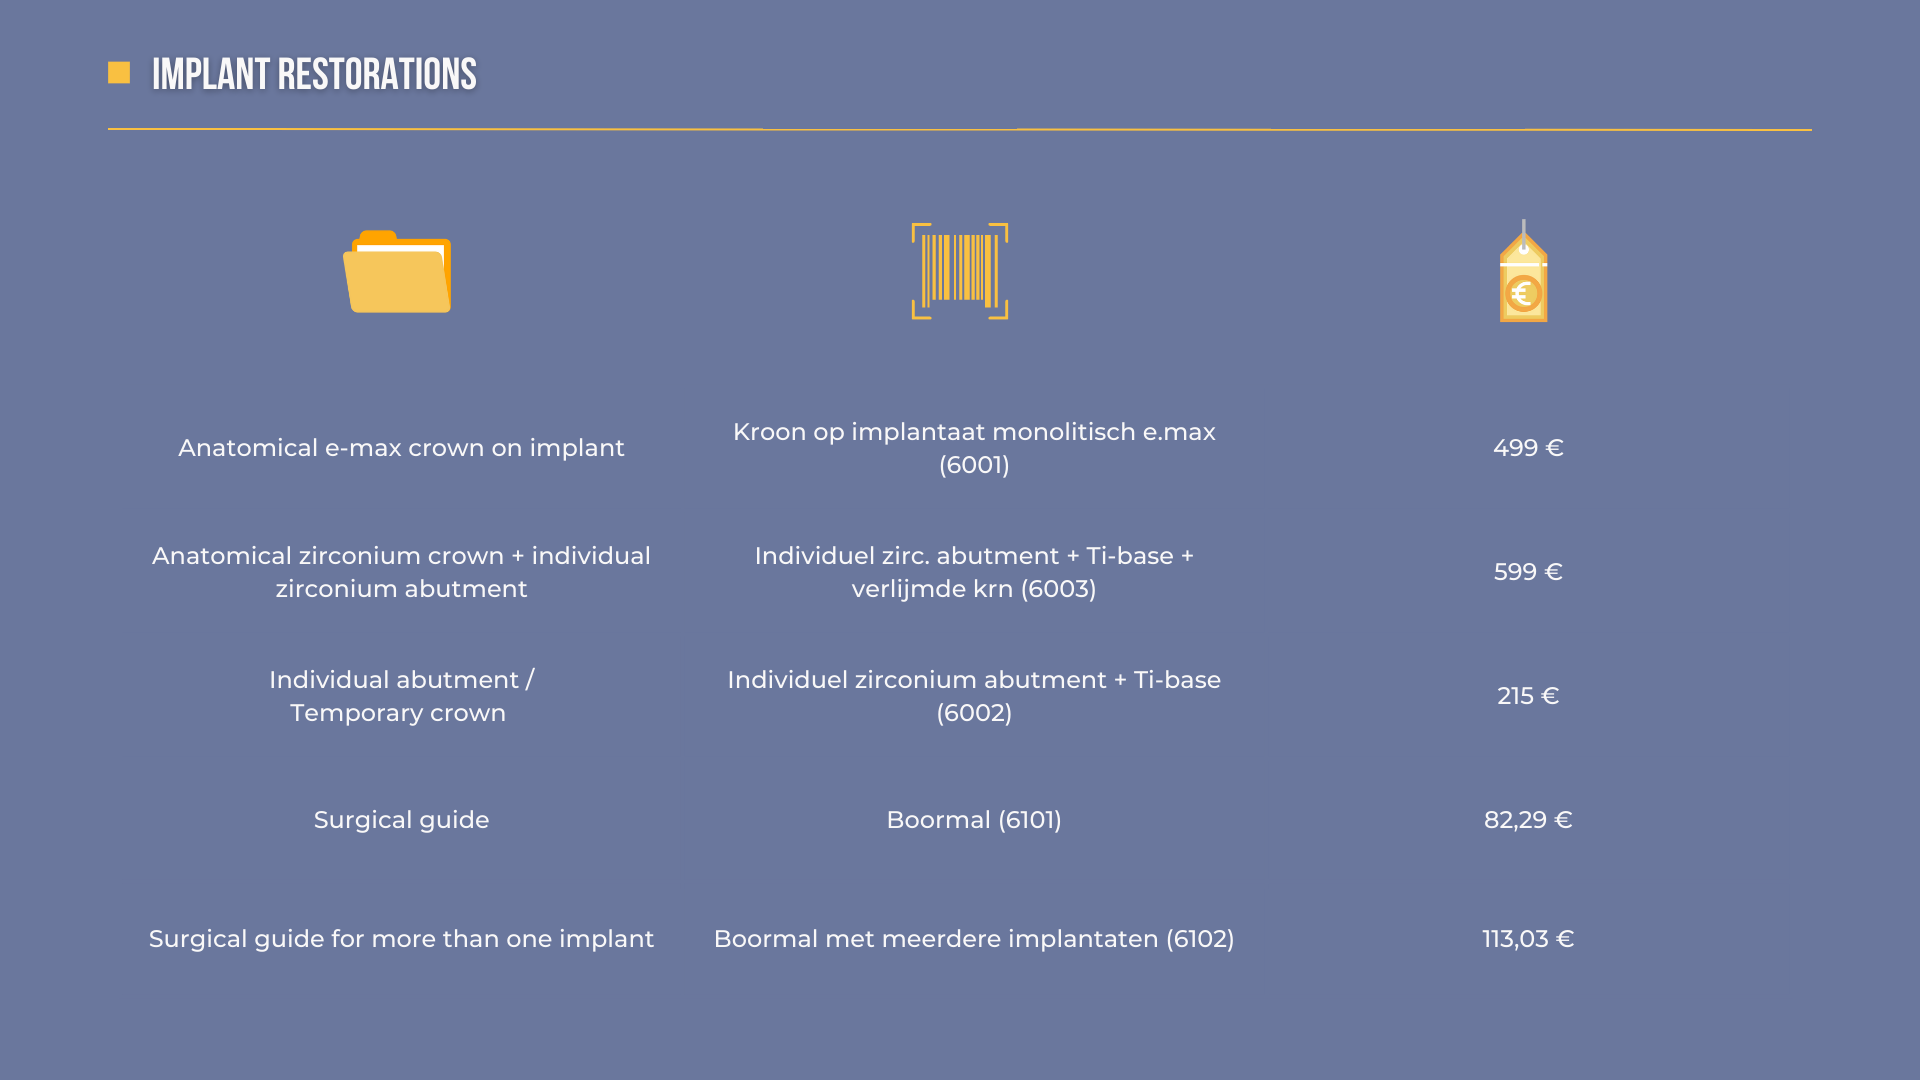 IMPLANT RESTORATIONS
€
Anatomical e-max crown on implant
Kroon op implantaat monolitisch e.max
(6001)
499 €
Anatomical zirconium crown + individual
zirconium abutment
Individuel zirc. abutment + Ti-base +
verlijmde krn (6003)
599 €
Individual abutment /
Temporary crown
Individuel zirconium abutment + Ti-base
(6002)
215 €
Surgical guide
Boormal (6101)
82,29 €
Surgical guide for more than one implant
Boormal met meerdere implantaten (6102)
113,03 €